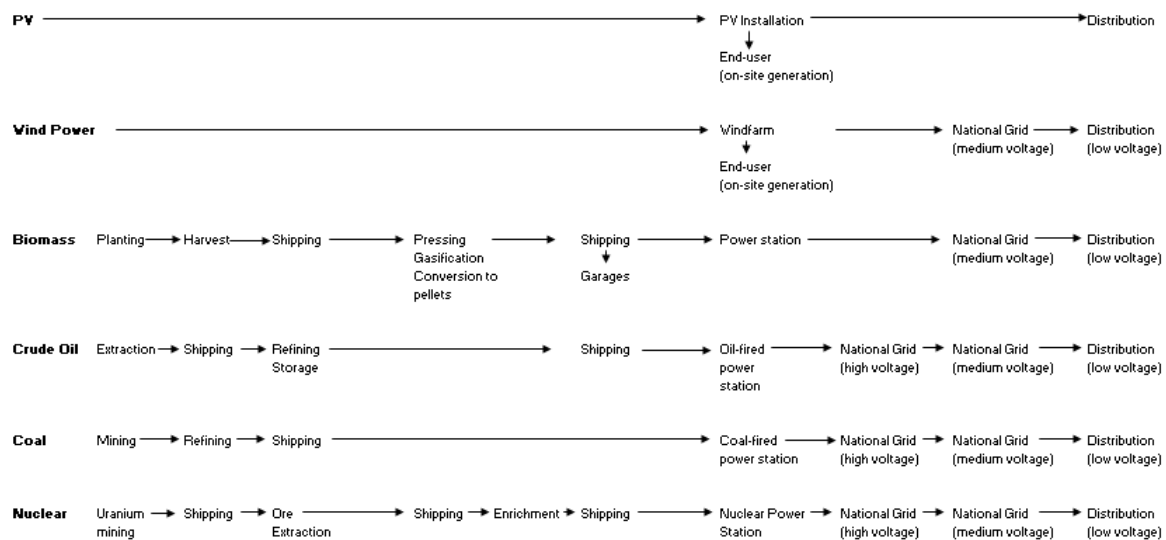 PV PV Installation Distribution
End-user
(on-site generation)
Wind Power Windfarm National Grid Distribution
(medium voltage) (low voltage)
End-user
(on-site generation)
Biomass Planting Harvest Shipping Pressing Shipping Power station National Grid Distribution
Gasification (medium voltage) (low voltage)
Conversion to Garages
pellets
Crude Oil Extraction Shipping Refining Shipping Oil-fired National Grid National Grid Distribution
Storage power (high voltage) (medium voltage) (low voltage)
station
Coal Mining Refining Shipping Coal-fired National Grid National Grid Distribution
power station (high voltage) (medium voltage) (low voltage)
Nuclear Uranium Shipping Ore Shipping Enrichment Shipping Nuclear Power National Grid National Grid Distribution
mining Extraction Station (high voltage) (medium voltage) (low voltage)